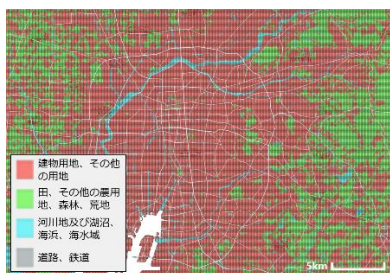 建物用地、その他
の用地
田、その他の農用
地、森林、荒地
河川地及び湖沼、
海浜、海水域
道路、鉄道
5km